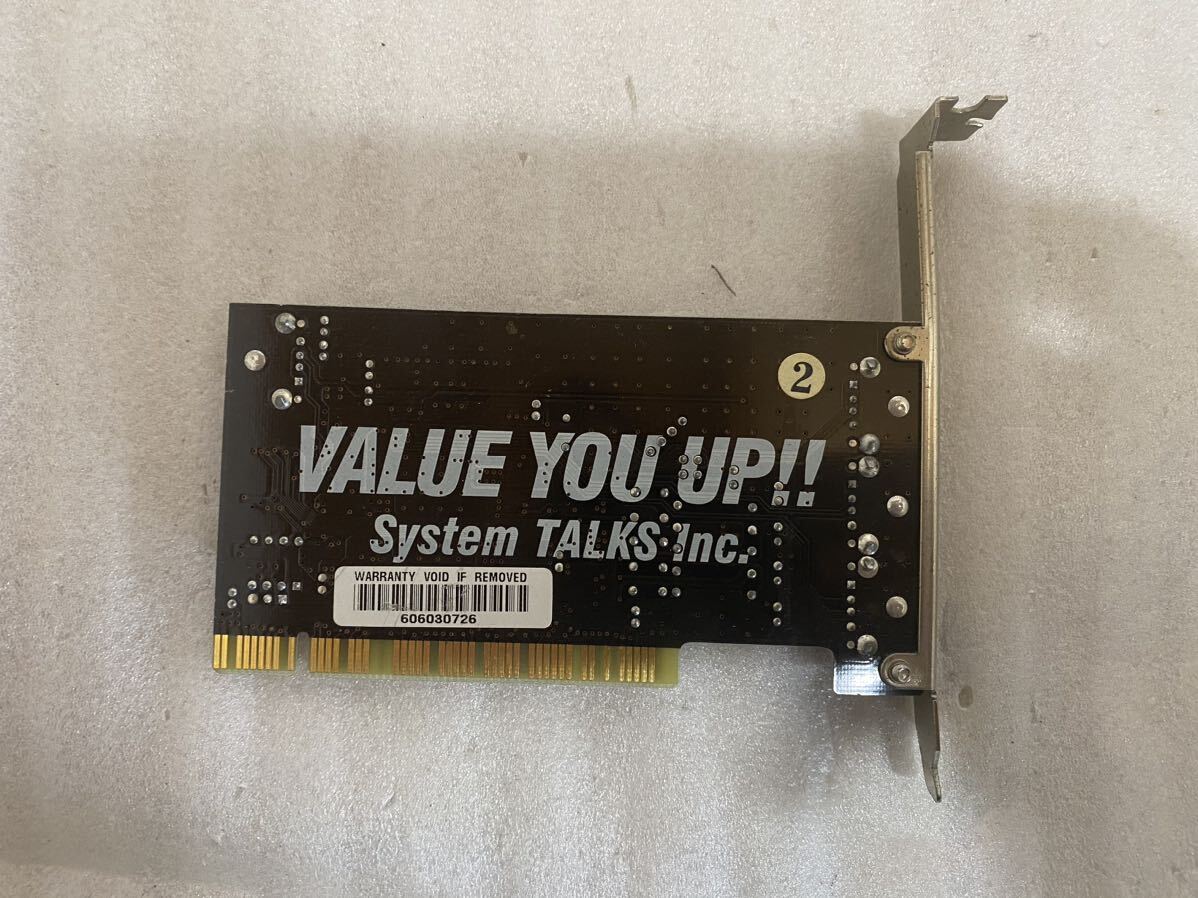 2
VALUE YOU UP!!
System TALKS Inc.
WARRANTY VOID IF REMOVED
606030726